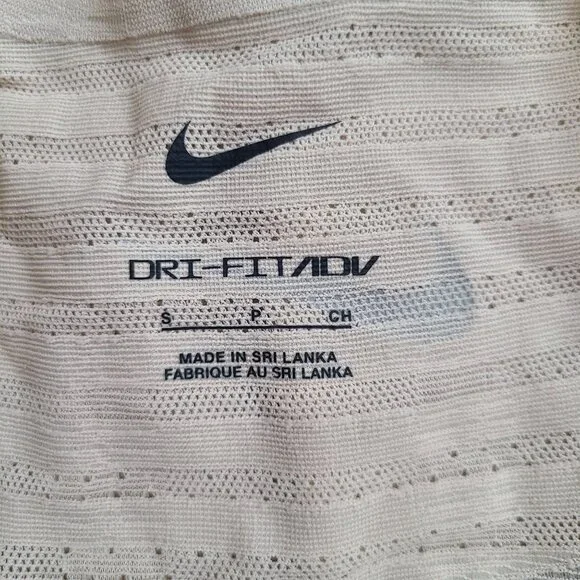 DRI-FIT ADV
S P CH
MADE IN SRI LANKA
FABRIQUE AU SRI LANKA